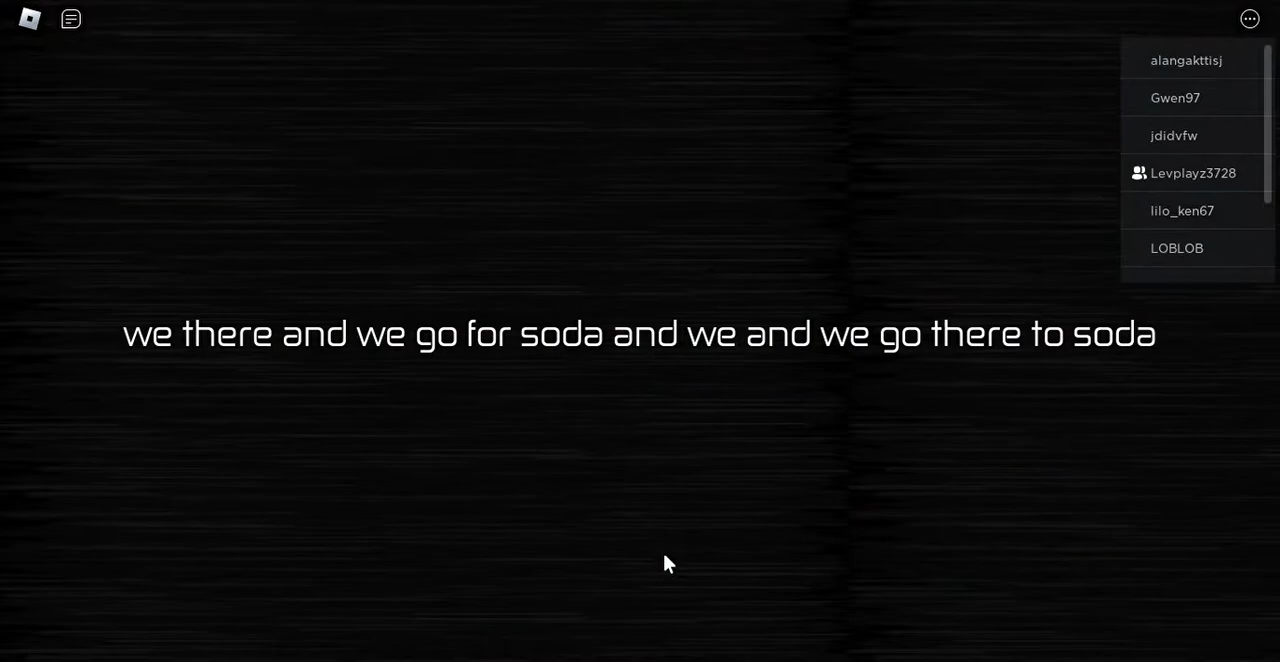 alangakttisj
Gwen97
jdidvfw
Levplayz3728
lilo_ken67
LOBLOB
we there and we go for soda and we and we go there to soda